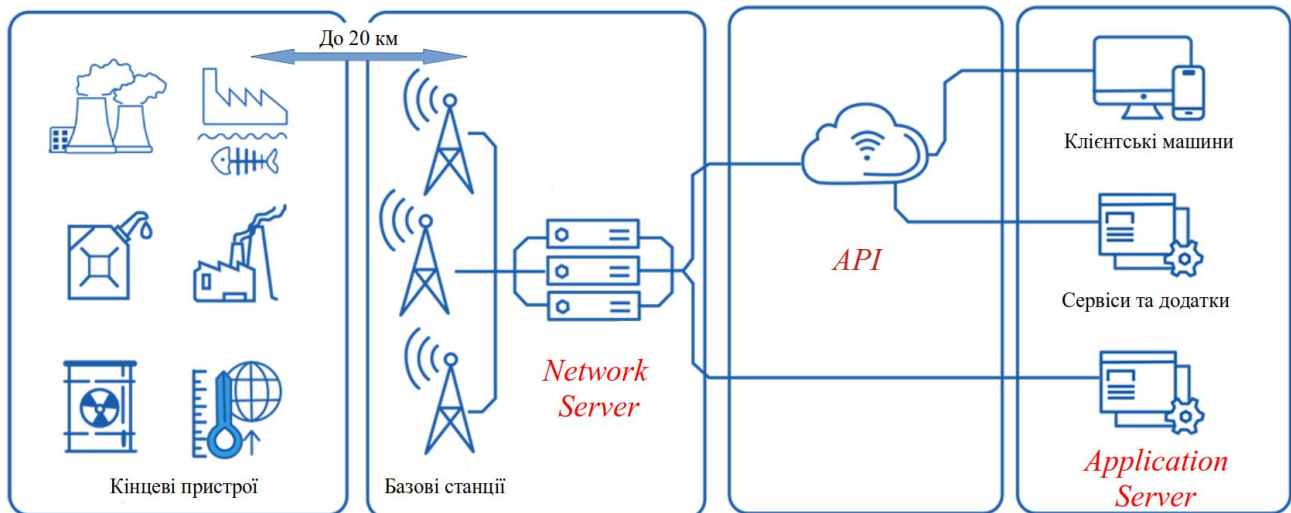 До 20 км
Кінцеві пристрої
Базові станції
Network
Server
API
Клієнтські машини
Сервіси та додатки
Application
Server